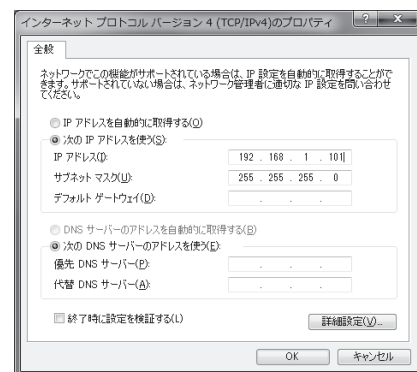 インターネット プロトコル バージョン 4 (TCP/IPv4)のプロパティ
? X
全般
ネットワークでこの機能がサポートされている場合は、IP 設定を自動的に取得することがで
きます。サポートされていない場合は、ネットワーク管理者に適切な IP 設定を問い合わせ
てください。
IP アドレスを自動的に取得する(O)
次の IP アドレスを使う(S):
IP アドレス(I): 192 . 168 . 1 . 101
サブネット マスク(U): 255 . 255 . 255 . 0
デフォルト ゲートウェイ(D): . . .
DNS サーバーのアドレスを自動的に取得する(B)
次の DNS サーバーのアドレスを使う(E):
優先 DNS サーバー(P): . . .
代替 DNS サーバー(A): . . .
終了時に設定を検証する(L)
詳細設定(V)...
OK キャンセル